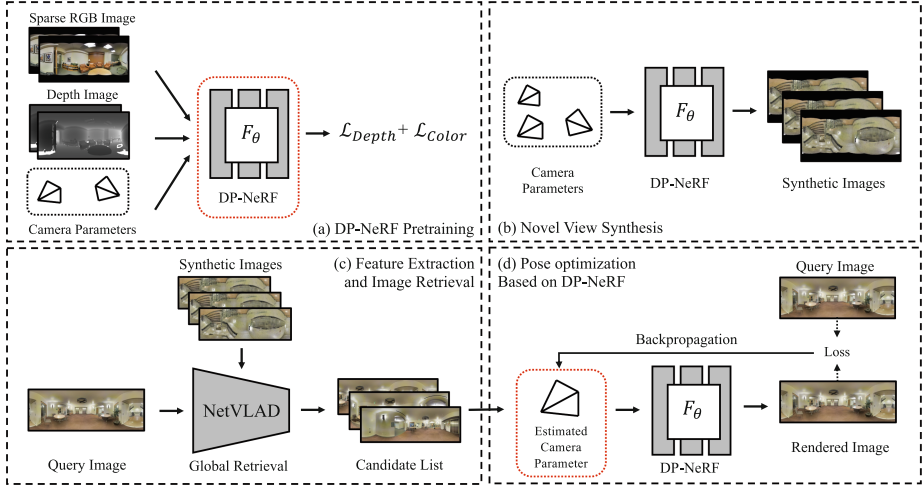 Sparse RGB Image
Depth Image
Camera Parameters
F_θ
DP-NeRF
ℒ_Depth + ℒ_Color
(a) DP-NeRF Pretraining
Camera
Parameters
F_θ
DP-NeRF
Synthetic Images
(b) Novel View Synthesis
Synthetic Images
(c) Feature Extraction
and Image Retrieval
NetVLAD
Query Image
Global Retrieval
Candidate List
(d) Pose optimization
Based on DP-NeRF
Query Image
Backpropagation
Loss
Estimated
Camera
Parameter
F_θ
DP-NeRF
Rendered Image